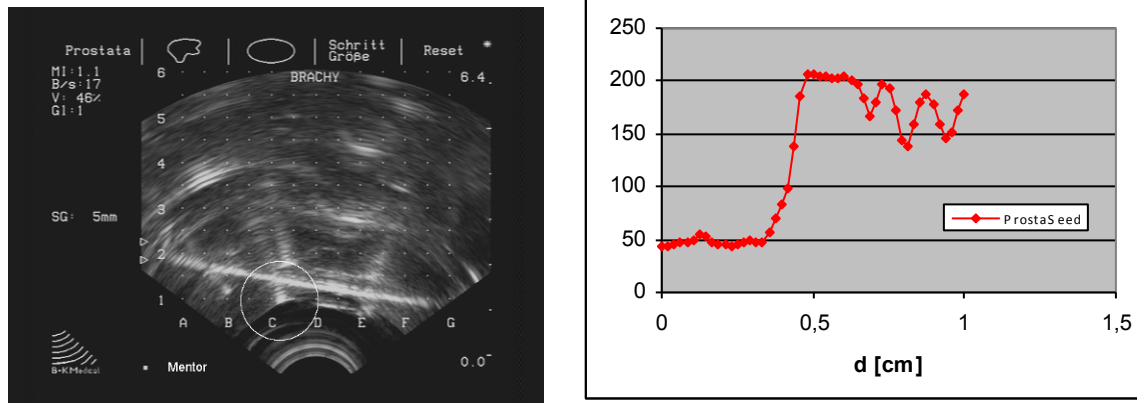 Prostata Schritt Größe Reset *
MI:1.1
B/s:17
V: 46%
G1:1
BRACHY
6 6.4
5
4
SG: 5mm
3
2
1
A B C D E F G
0.0
B-K Medical
Mentor
250
200
150
100
50
0
0 0,5 1 1,5
ProstaSeed
d [cm]